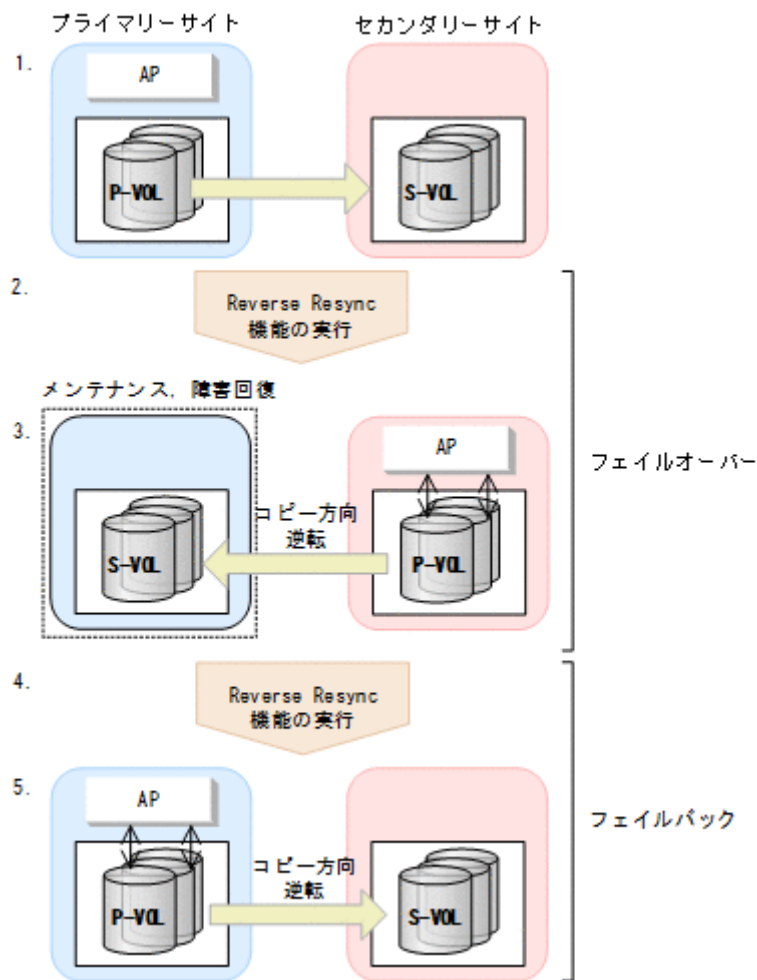 プライマリーサイト
セカンダリーサイト
1.
AP
P-VOL
S-VOL
2.
Reverse Resync
機能の実行
メンテナンス, 障害回復
3.
AP
フェイルオーバー
コピー方向
逆転
S-VOL
P-VOL
4.
Reverse Resync
機能の実行
5.
AP
フェイルバック
コピー方向
逆転
P-VOL
S-VOL